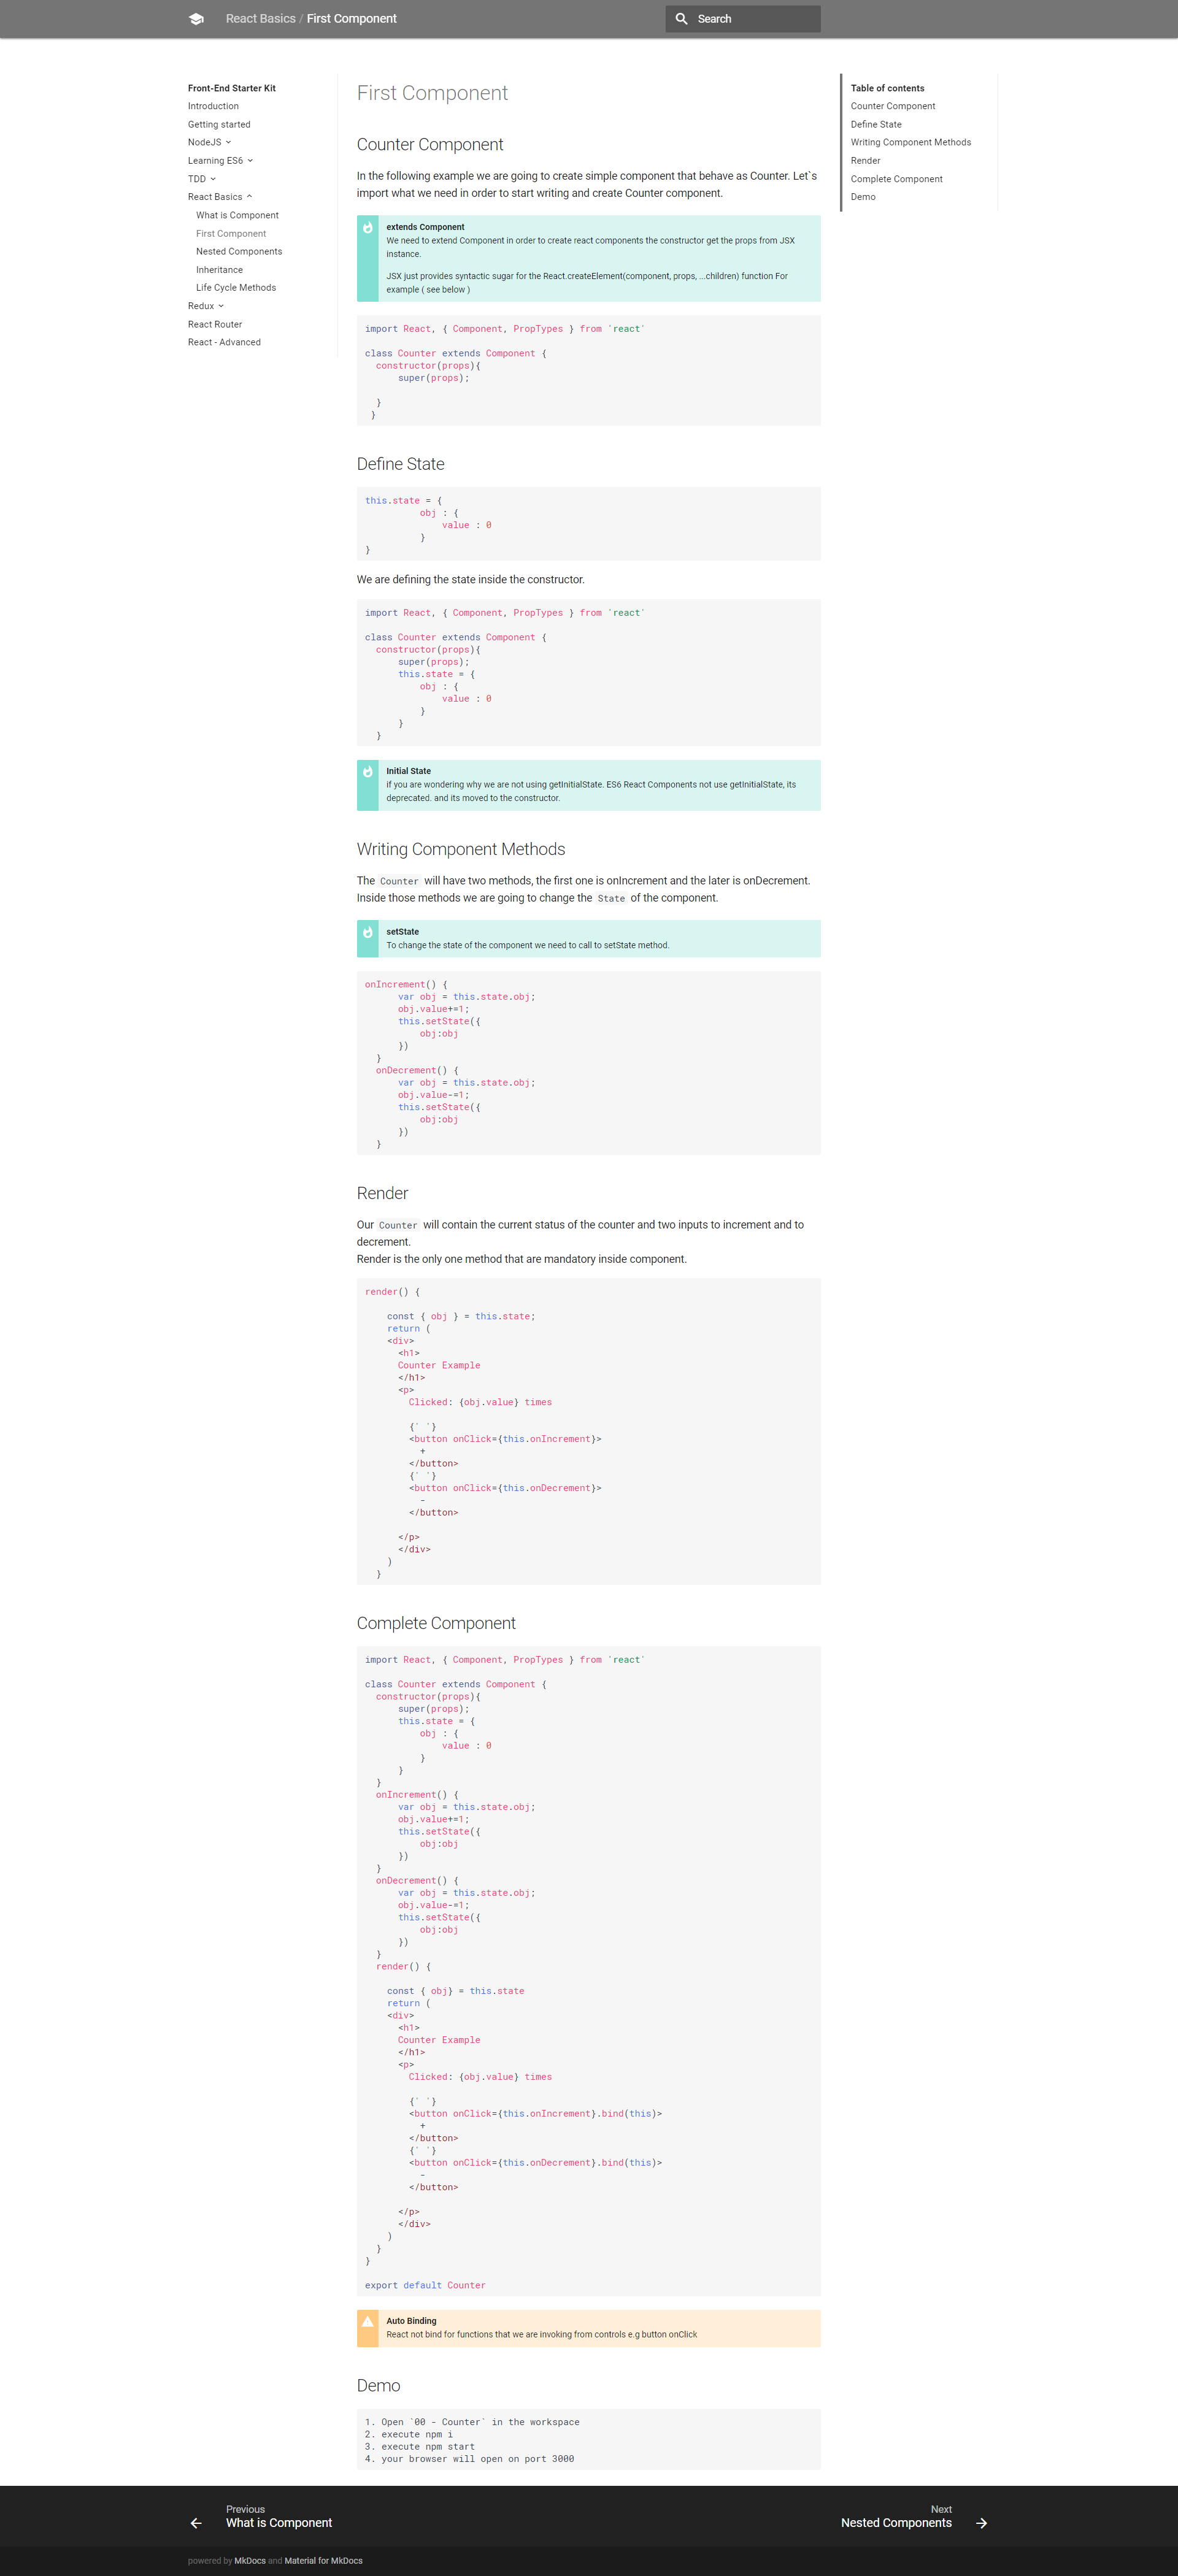 React Basics / First Component
Search
Front-End Starter Kit
Introduction
Getting started
NodeJS
Learning ES6
TDD
React Basics
What is Component
First Component
Nested Components
Inheritance
Life Cycle Methods
Redux
React Router
React - Advanced
First Component
Counter Component
In the following example we are going to create simple component that behave as Counter. Let`s
import what we need in order to start writing and create Counter component.
extends Component
We need to extend Component in order to create react components the constructor get the props from JSX
instance.
JSX just provides syntactic sugar for the React.createElement(component, props, ...children) function For
example ( see below )
import React, { Component, PropTypes } from `react`
class Counter extends Component {
constructor(props){
super(props);
}
}
Define State
this.state = {
obj : {
value : 0
}
}
We are defining the state inside the constructor.
import React, { Component, PropTypes } from `react`
class Counter extends Component {
constructor(props){
super(props);
this.state = {
obj : {
value : 0
}
}
}
Initial State
if you are wondering why we are not using getInitialState. ES6 React Components not use getInitialState, its
deprecated. and its moved to the constructor.
Writing Component Methods
The Counter will have two methods, the first one is onIncrement and the later is onDecrement.
Inside those methods we are going to change the State of the component.
setState
To change the state of the component we need to call to setState method.
onIncrement() {
var obj = this.state.obj;
obj.value+=1;
this.setState({
obj:obj
})
}
onDecrement() {
var obj = this.state.obj;
obj.value-=1;
this.setState({
obj:obj
})
}
Render
Our Counter will contain the current status of the counter and two inputs to increment and to
decrement.
Render is the only one method that are mandatory inside component.
render() {
const { obj } = this.state;
return (
<div>
<h1>
Counter Example
</h1>
<p>
Clicked: {obj.value} times
{` `}
<button onClick={this.onIncrement}>
+
</button>
{` `}
<button onClick={this.onDecrement}>
-
</button>
</p>
</div>
)
}
Complete Component
import React, { Component, PropTypes } from `react`
class Counter extends Component {
constructor(props){
super(props);
this.state = {
obj : {
value : 0
}
}
}
onIncrement() {
var obj = this.state.obj;
obj.value+=1;
this.setState({
obj:obj
})
}
onDecrement() {
var obj = this.state.obj;
obj.value-=1;
this.setState({
obj:obj
})
}
render() {
const { obj} = this.state
return (
<div>
<h1>
Counter Example
</h1>
<p>
Clicked: {obj.value} times
{` `}
<button onClick={this.onIncrement}.bind(this)>
+
</button>
{` `}
<button onClick={this.onDecrement}.bind(this)>
-
</button>
</p>
</div>
)
}
}
export default Counter
Auto Binding
React not bind for functions that we are invoking from controls e.g button onClick
Demo
1. Open `00 - Counter` in the workspace
2. execute npm i
3. execute npm start
4. your browser will open on port 3000
Table of contents
Counter Component
Define State
Writing Component Methods
Render
Complete Component
Demo
Previous
What is Component
Next
Nested Components
powered by MkDocs and Material for MkDocs